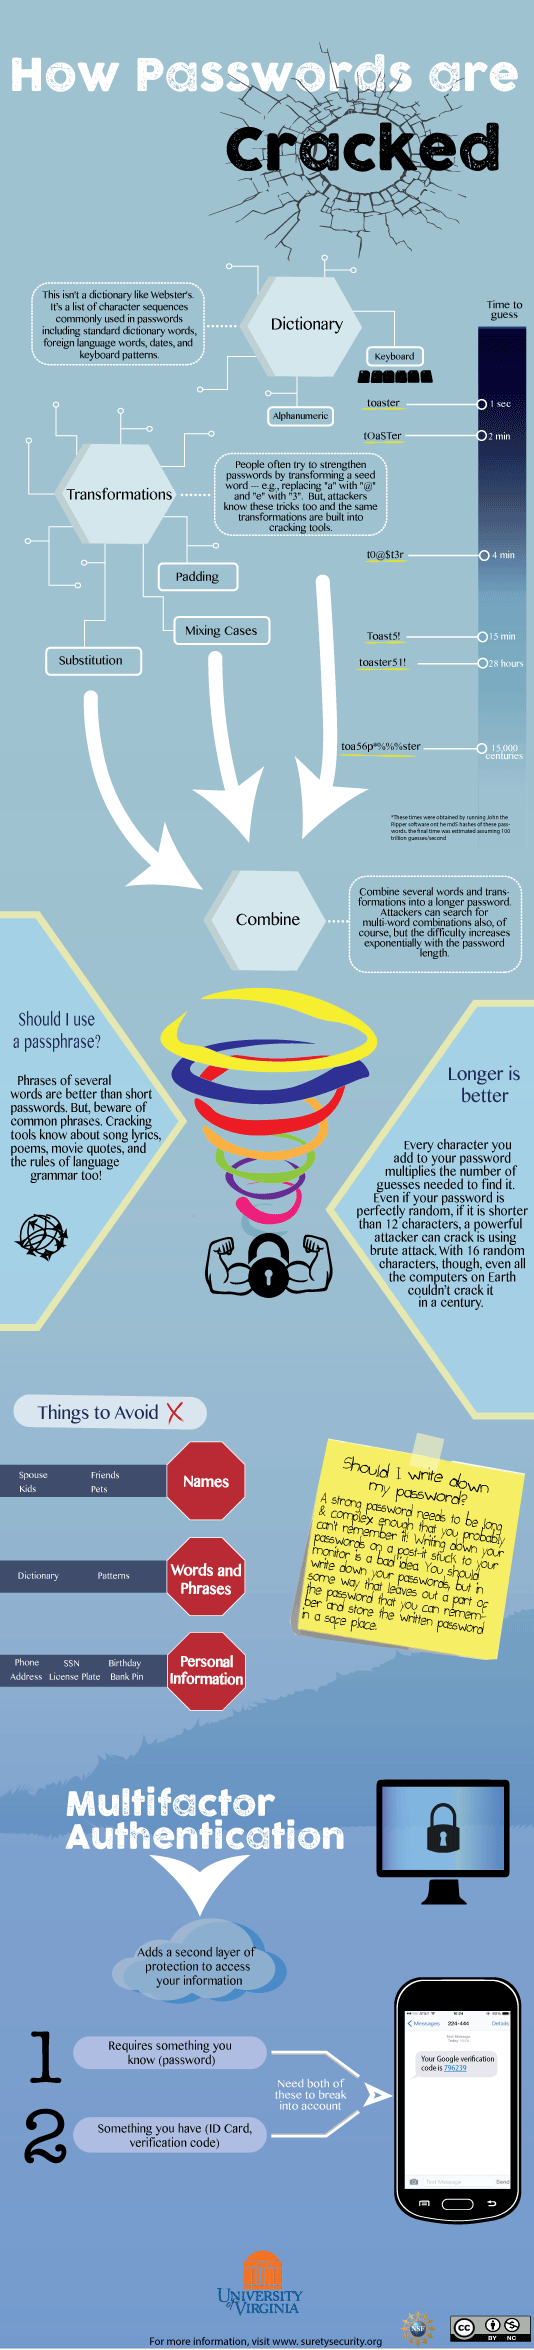 How Passwords are
Cracked
This isn't a dictionary like Webster's.
It's a list of character sequences
commonly used in passwords
including standard dictionary words,
foreign language words, dates, and
keyboard patterns.
Dictionary
Keyboard
Alphanumeric
Time to
guess
toaster
1 sec
tOaSTer
2 min
Transformations
People often try to strengthen
passwords by transforming a seed
word -- e.g., replacing "a" with "@"
and "e" with "3". But, attackers
know these tricks too and the same
transformations are built into
cracking tools.
t0@$t3r
4 min
Padding
Mixing Cases
Substitution
Toast5!
15 min
toaster51!
28 hours
toa56p*%%%ster
15,000
centuries
*These times were obtained by running John the
Ripper software ont he md5 hashes of these pass-
words. the final time was estimated assuming 100
trillion guesses/second
Combine
Combine several words and trans-
formations into a longer password.
Attackers can search for
multi-word combinations also, of
course, but the difficulty increases
exponentially with the password
length.
Should I use
a passphrase?
Phrases of several
words are better than short
passwords. But, beware of
common phrases. Cracking
tools know about song lyrics,
poems, movie quotes, and
the rules of language
grammar too!
Longer is
better
Every character you
add to your password
multiplies the number of
guesses needed to find it.
Even if your password is
perfectly random, if it is shorter
than 12 characters, a powerful
attacker can crack is using
brute attack. With 16 random
characters, though, even all
the computers on Earth
couldn't crack it
in a century.
Things to Avoid
Spouse Friends
Kids Pets
Names
Dictionary Patterns
Words and
Phrases
Phone SSN Birthday
Address License Plate Bank Pin
Personal
Information
Should I write down
my password?
A strong password needs to be long
& complex enough that you probably
can't remember it! Writing down your
passwords on a post-it stuck to your
monitor is a bad idea. You should
write down your passwords, but in
some way that leaves out a part of
the password that you can remem-
ber and store the written password
in a safe place.
Multifactor
Authentication
Adds a second layer of
protection to access
your information
1
Requires something you
know (password)
2
Something you have (ID Card,
verification code)
Need both of
these to break
into account
Messages 224-444 Details
Text Message
Your Google verification
code is 796239
Text Message Send
UNIVERSITY
of VIRGINIA
NSF
CC BY NC
For more information, visit www. suretysecurity.org